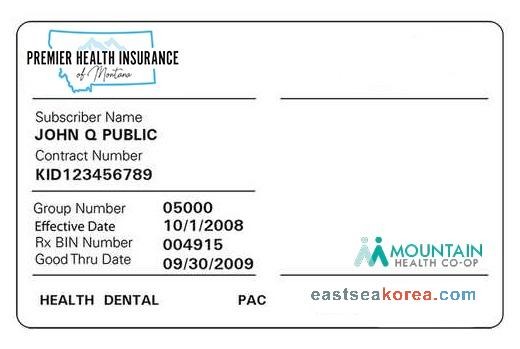 PREMIER HEALTH INSURANCE
of Montana
Subscriber Name
JOHN Q PUBLIC
Contract Number
KID123456789
Group Number 05000
Effective Date 10/1/2008
Rx BIN Number 004915
Good Thru Date 09/30/2009
MOUNTAIN
HEALTH CO-OP
HEALTH DENTAL PAC
eastseakorea.com